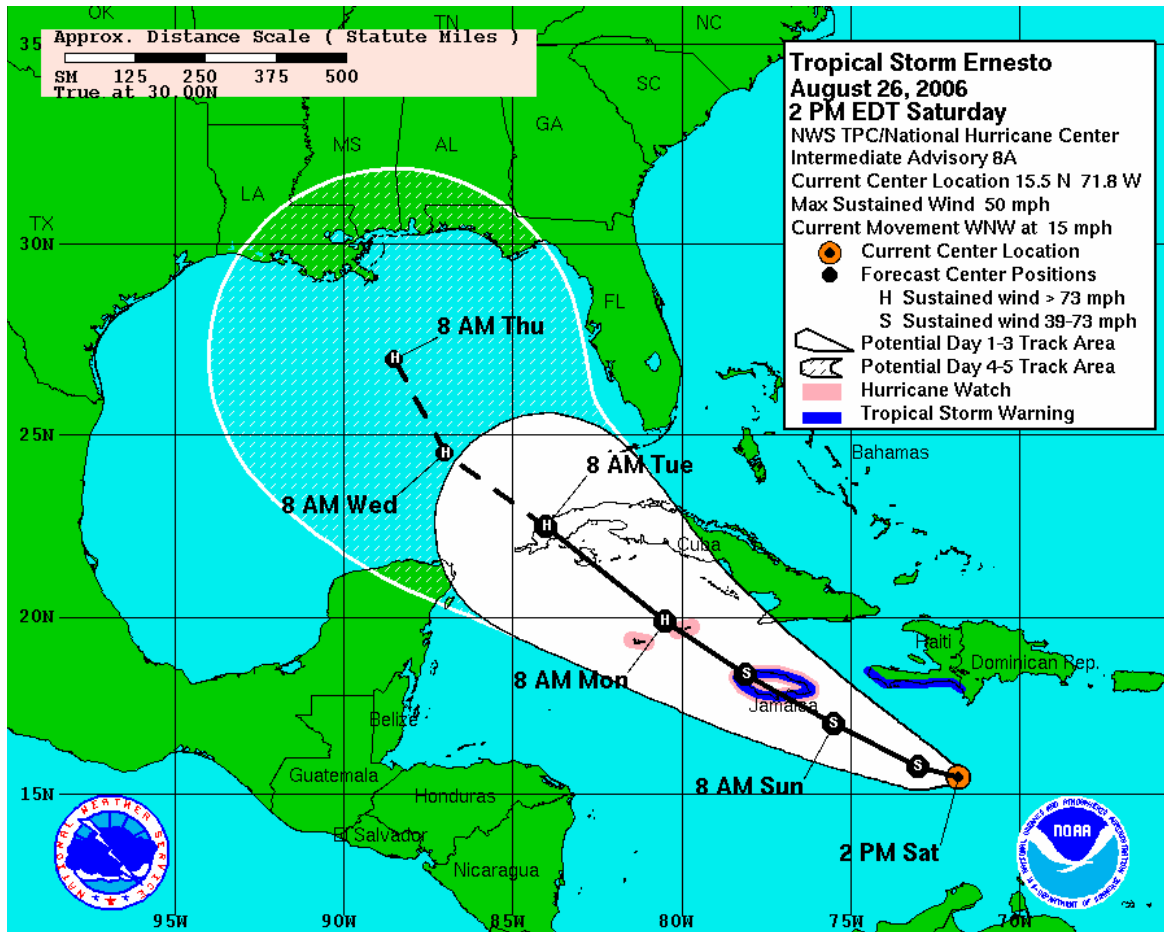 OK
TN
NC
35
Approx. Distance Scale ( Statute Miles )
SM 125 250 375 500
True at 30.00N
SC
MS AL GA
LA
TX
30N
FL
Tropical Storm Ernesto
August 26, 2006
2 PM EDT Saturday
NWS TPC/National Hurricane Center
Intermediate Advisory 8A
Current Center Location 15.5 N 71.8 W
Max Sustained Wind 50 mph
Current Movement WNW at 15 mph
Current Center Location
Forecast Center Positions
H Sustained wind > 73 mph
S Sustained wind 39-73 mph
Potential Day 1-3 Track Area
Potential Day 4-5 Track Area
Hurricane Watch
Tropical Storm Warning
8 AM Thu
H
25N
H
8 AM Tue
Bahamas
8 AM Wed
H
Cuba
20N
H
Haiti
Dominican Rep.
8 AM Mon
S
Jamaica
Belize
S
Guatemala
8 AM Sun
S
15N
Honduras
El Salvador
2 PM Sat
Nicaragua
NATIONAL WEATHER SERVICE
NOAA
95W 90W 85W 80W 75W 70W